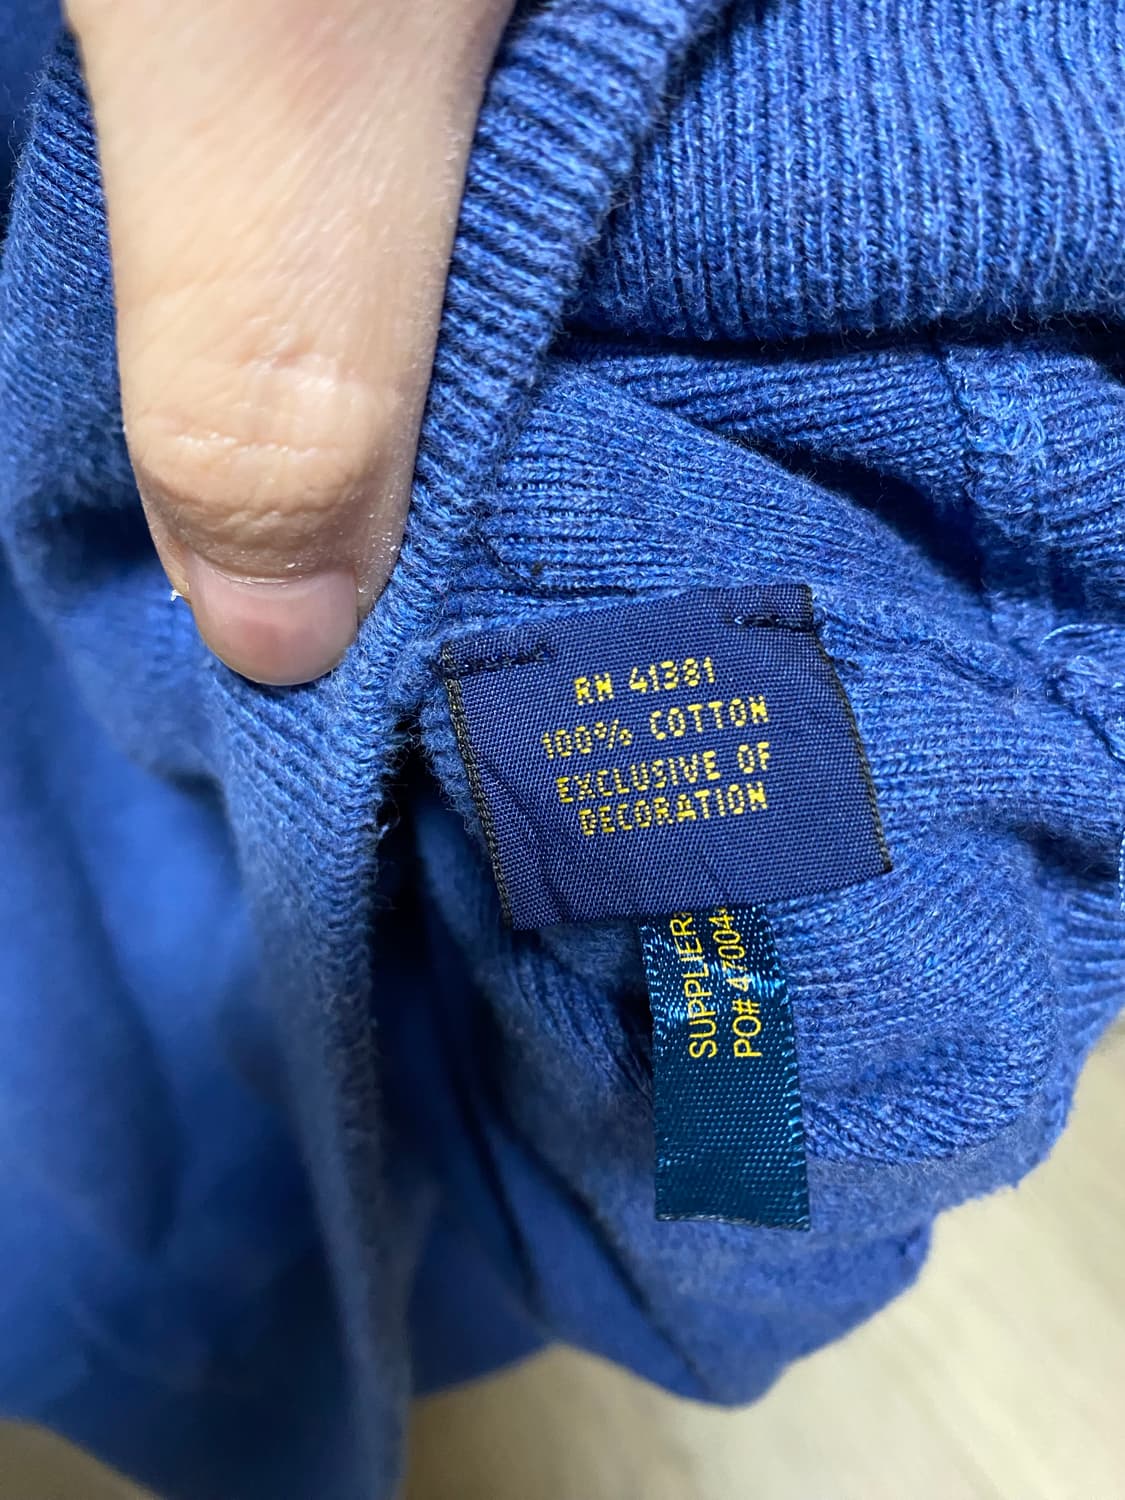 RN 41381
100% COTTON
EXCLUSIVE OF
DECORATION
SUPPLIER
PO# 47004